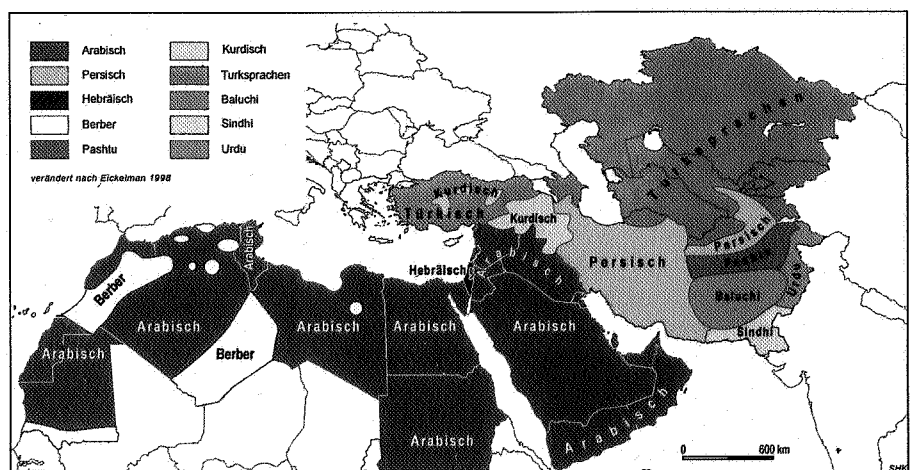 Arabisch
Persisch
Hebräisch
Berber
Pashtu
Kurdisch
Turksprachen
Baluchi
Sindhi
Urdu
verändert nach Eickelman 1998
Turksprachen
Kurdisch
Türkisch
Kurdisch
Persisch
Pashtu
Arabisch
Arabisch
Hebräisch
Persisch
Baluchi
Urdu
Berber
Sindhi
Arabisch
Arabisch
Arabisch
Arabisch
Arabisch
Berber
Arabisch
Arabisch
0 600 km